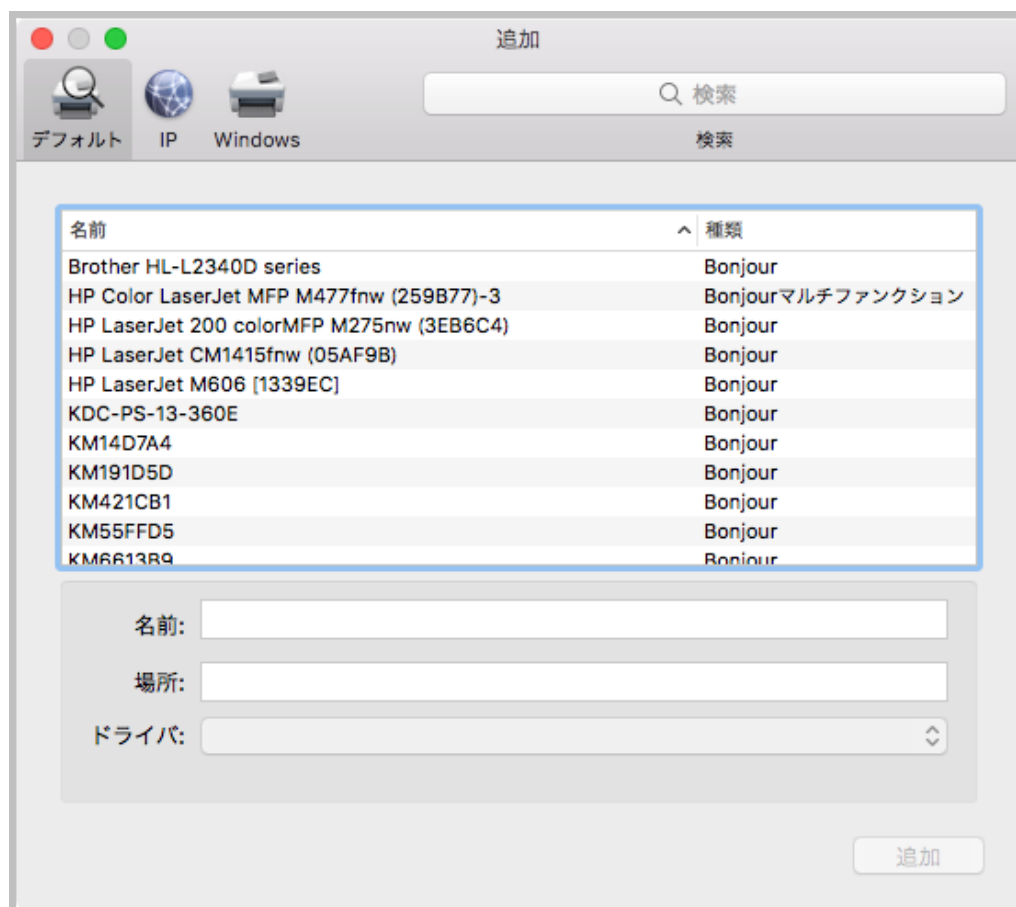 追加
デフォルト IP Windows 検索
検索
名前 種類
Brother HL-L2340D series Bonjour
HP Color LaserJet MFP M477fnw (259B77)-3 Bonjourマルチファンクション
HP LaserJet 200 colorMFP M275nw (3EB6C4) Bonjour
HP LaserJet CM1415fnw (05AF9B) Bonjour
HP LaserJet M606 [1339EC] Bonjour
KDC-PS-13-360E Bonjour
KM14D7A4 Bonjour
KM191D5D Bonjour
KM421CB1 Bonjour
KM55FFD5 Bonjour
KM6613B9 Bonjour
名前:
場所:
ドライバ:
追加